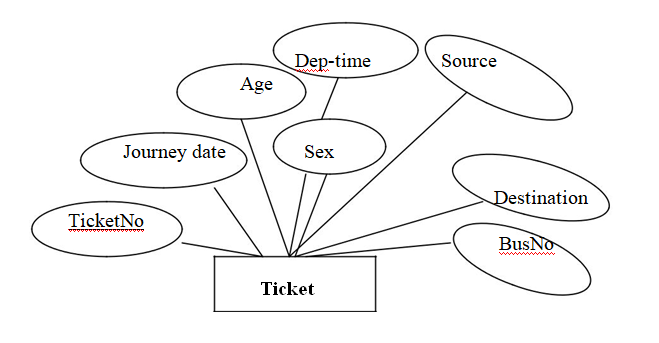 Dep-time
Source
Age
Journey date
Sex
Destination
TicketNo
BusNo
Ticket